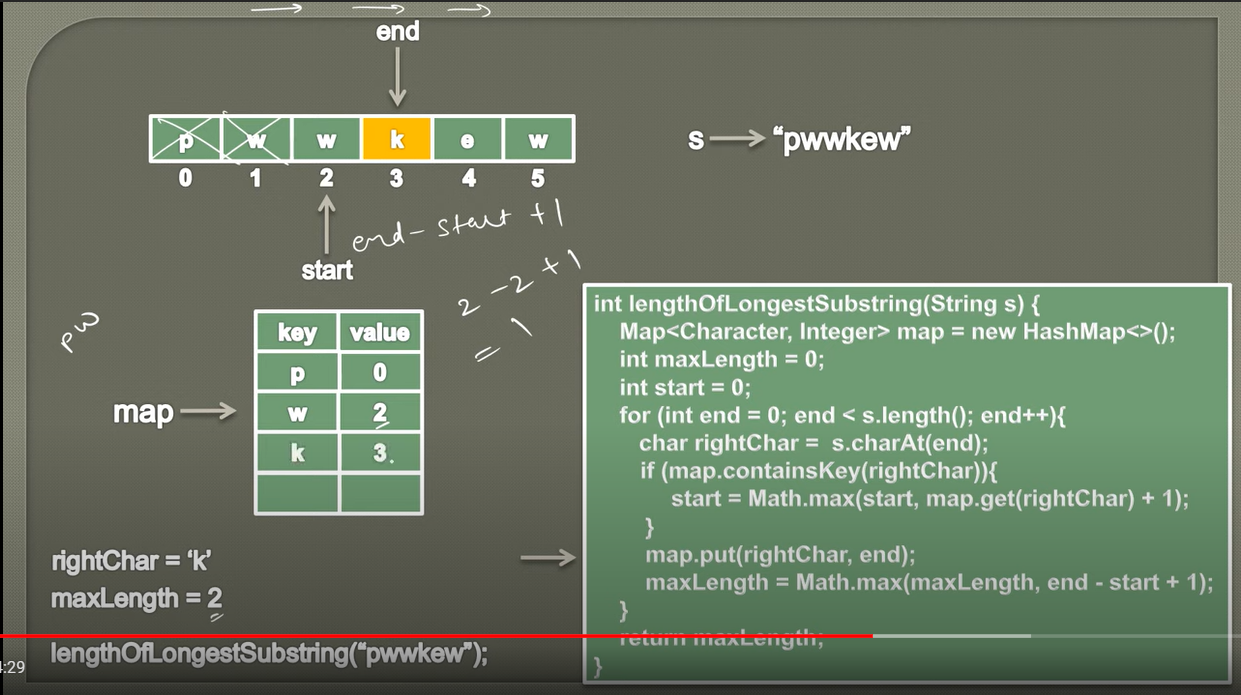 end
p w w k e w
0 1 2 3 4 5
s "pwwkew"
end - start + 1
start
2 - 2 + 1
= 1
pw
map
key value
p 0
w 2
k 3.
rightChar = 'k'
maxLength = 2
lengthOfLongestSubstring("pwwkew");
:29
int lengthOfLongestSubstring(String s) {
Map<Character, Integer> map = new HashMap<>();
int maxLength = 0;
int start = 0;
for (int end = 0; end < s.length(); end++){
char rightChar = s.charAt(end);
if (map.containsKey(rightChar)){
start = Math.max(start, map.get(rightChar) + 1);
}
map.put(rightChar, end);
maxLength = Math.max(maxLength, end - start + 1);
}
return maxLength;
}